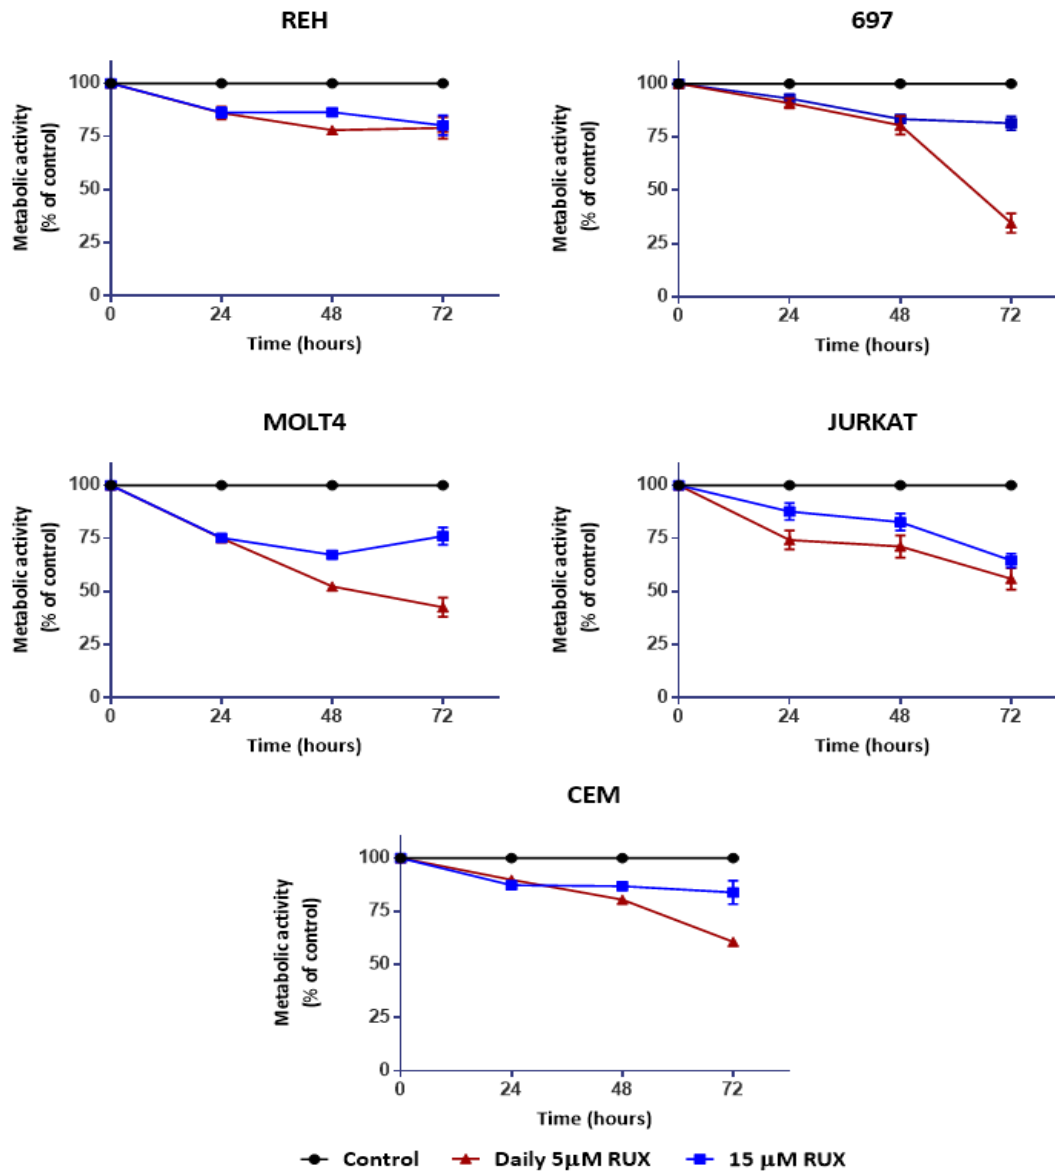 REH
Metabolic activity
(% of control)
100
75
50
25
0
0 24 48 72
Time (hours)
697
Metabolic activity
(% of control)
100
75
50
25
0
0 24 48 72
Time (hours)
MOLT4
Metabolic activity
(% of control)
100
75
50
25
0
0 24 48 72
Time (hours)
JURKAT
Metabolic activity
(% of control)
100
75
50
25
0
0 24 48 72
Time (hours)
CEM
Metabolic activity
(% of control)
100
75
50
25
0
0 24 48 72
Time (hours)
Control Daily 5μM RUX 15 μM RUX